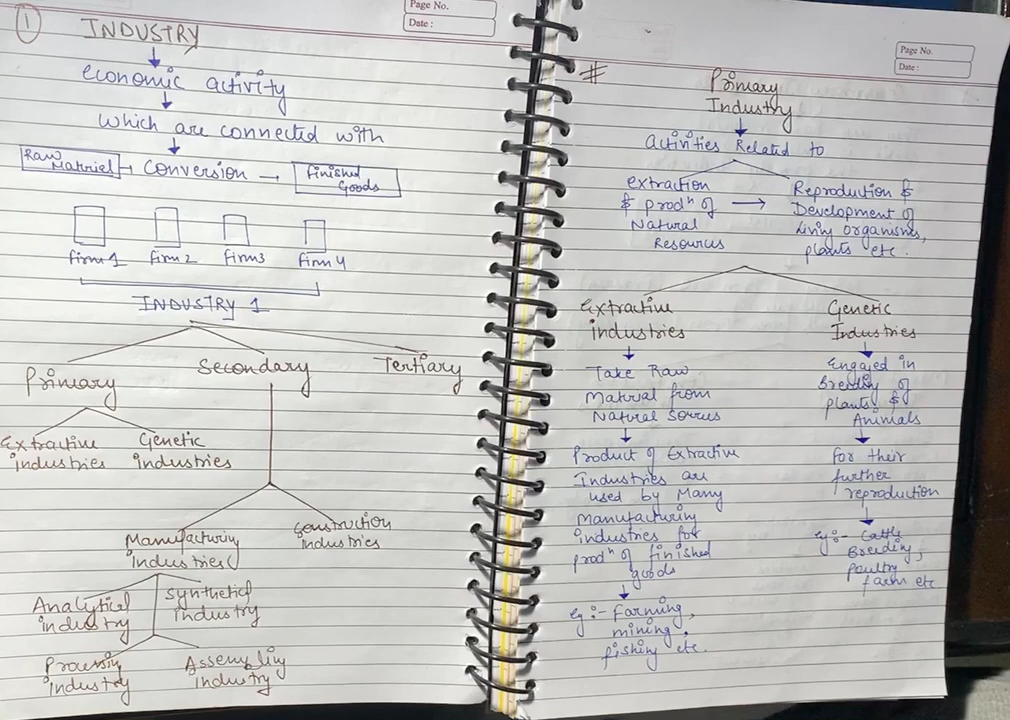 Page No.
Date :
1
INDUSTRY
economic activity
which are connected with
Raw Matriel → Conversion → finished Goods
firm 1 firm 2 firm 3 firm 4
INDUSTRY 1
Primary Secondary Tertiary
Extractive industries
Genetic industries
Manufacturing industries
Construction industries
Analytical industry
Synthetic industry
Processing industry
Assembling industry
Page No.
Date :
#
Primary
Industry
Activities Related to
extraction
& prodⁿ of →
Natural
Resources
Reproduction &
Development of
Living organisms,
plants etc.
Extractive
industries
Take Raw
Material from
Natural Sources
Product of Extractive
Industries are
used by Many
Manufacturing
industries for
prodⁿ of finished
goods
eg:- farming,
mining,
fishing etc.
Genetic
Industries
Engaged in
Breeding of
plants &
Animals
for their
further
reproduction
eg:- Cattle
Breeding,
poultry
farm etc